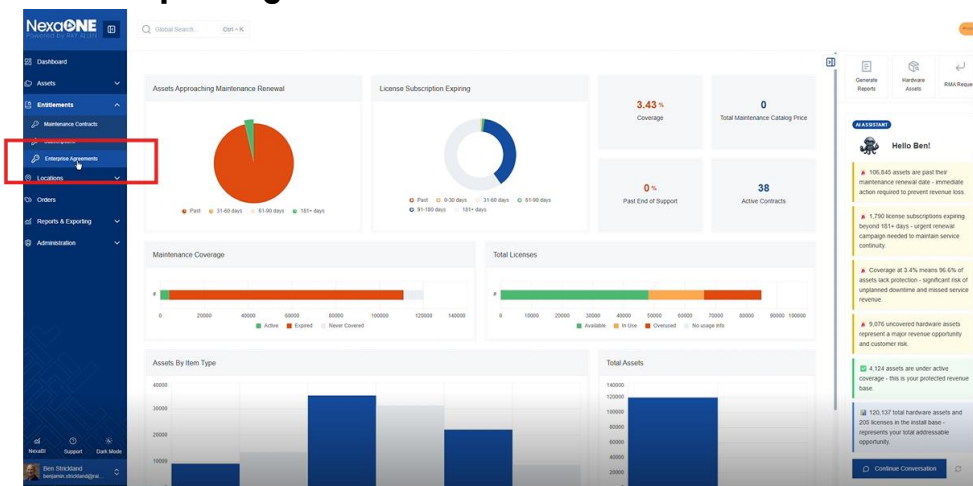 NexaONE
Global Search...
Ctrl + K
Dashboard
Assets
Entitlements
Maintenance Contracts
Enterprise Agreements
Locations
Orders
Reports & Exporting
Administration
NexaBI
Support
Dark Mode
Ben Strickland
Assets Approaching Maintenance Renewal
Past
31-60 days
61-90 days
181+ days
License Subscription Expiring
Past
0-30 days
31-60 days
61-90 days
91-180 days
181+ days
3.43 %
Coverage
0
Total Maintenance Catalog Price
0 %
Past End of Support
38
Active Contracts
Maintenance Coverage
0 20000 40000 60000 80000 100000 120000 140000
Active
Expired
Never Covered
Total Licenses
0 10000 20000 30000 40000 50000 60000 70000 80000 90000 100000
Available
In Use
Overused
No usage info
Assets By Item Type
40000
30000
20000
10000
Total Assets
140000
120000
100000
80000
60000
40000
20000
Generate
Reports
Hardware
Assets
RMA Reque
AI ASSISTANT
Hello Ben!
106,645 assets are past their
maintenance renewal date - immediate
action required to prevent revenue loss.
1,790 license subscriptions expiring
beyond 181+ days - urgent renewal
campaign needed to maintain service
continuity.
Coverage at 3.4% means 96.6% of
assets lack protection - significant risk of
unplanned downtime and missed service
revenue.
9,076 uncovered hardware assets
represent a major revenue opportunity
and customer risk.
4,124 assets are under active
coverage - this is your protected revenue
base.
120,137 total hardware assets and
205 licenses in the install base -
represents your total addressable
opportunity.
Continue Conversation